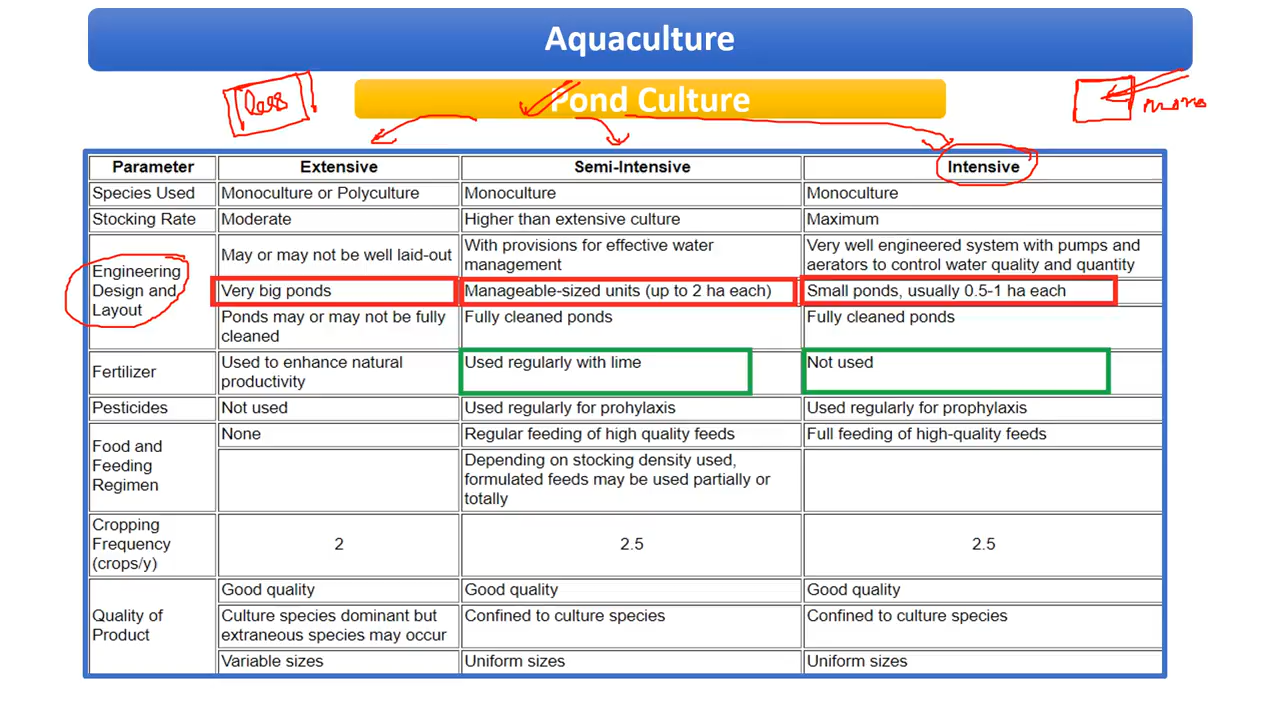 Aquaculture
less
Pond Culture
more
Parameter Extensive Semi-Intensive Intensive
Species Used Monoculture or Polyculture Monoculture Monoculture
Stocking Rate Moderate Higher than extensive culture Maximum
Engineering
Design and
Layout
May or may not be well laid-out
With provisions for effective water
management
Very well engineered system with pumps and
aerators to control water quality and quantity
Very big ponds Manageable-sized units (up to 2 ha each) Small ponds, usually 0.5-1 ha each
Ponds may or may not be fully
cleaned
Fully cleaned ponds Fully cleaned ponds
Fertilizer
Used to enhance natural
productivity
Used regularly with lime Not used
Pesticides Not used Used regularly for prohylaxis Used regularly for prophylaxis
Food and
Feeding
Regimen
None Regular feeding of high quality feeds Full feeding of high-quality feeds
Depending on stocking density used,
formulated feeds may be used partially or
totally
Cropping
Frequency
(crops/y)
2 2.5 2.5
Quality of
Product
Good quality Good quality Good quality
Culture species dominant but
extraneous species may occur
Confined to culture species Confined to culture species
Variable sizes Uniform sizes Uniform sizes